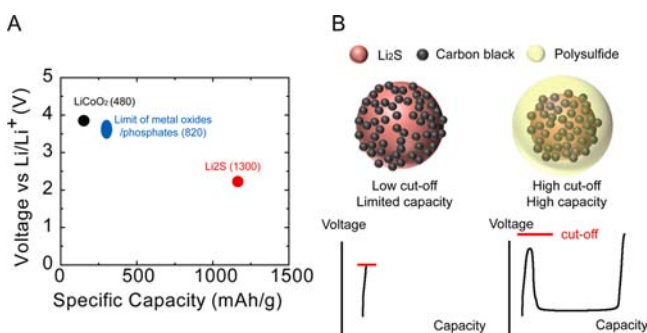 A
Voltage vs Li/Li⁺ (V)
5
4
3
2
1
0
LiCoO₂ (480)
Limit of metal oxides
/phosphates (820)
Li2S (1300)
0 500 1000 1500
Specific Capacity (mAh/g)
B
Li₂S Carbon black Polysulfide
Low cut-off
Limited capacity
High cut-off
High capacity
Voltage
Capacity
Voltage
cut-off
Capacity